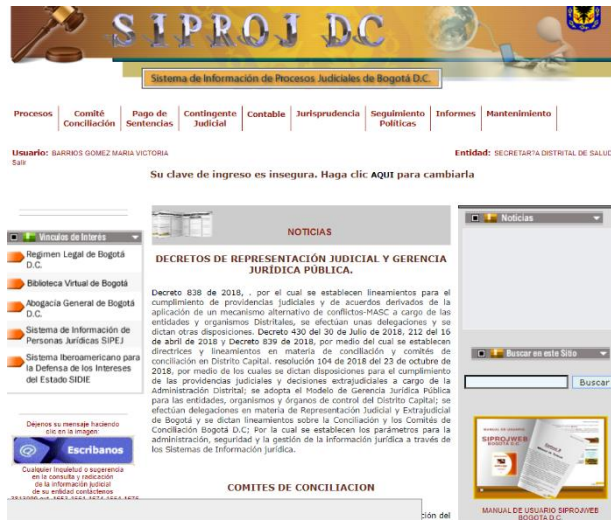 SIPROJ DC
Sistema de Información de Procesos Judiciales de Bogotá D.C.
Procesos
Comité
Conciliación
Pago de
Sentencias
Contingente
Judicial
Contable
Jurisprudencia
Seguimiento
Políticas
Informes
Mantenimiento
Usuario: BARRIOS GOMEZ MARIA VICTORIA
Salir
Entidad: SECRETAR?A DISTRITAL DE SALUD
Su clave de ingreso es insegura. Haga clic AQUI para cambiarla
Vinculos de Interés
Regimen Legal de Bogotá
D.C.
Biblioteca Virtual de Bogotá
Abogacía General de Bogotá
D.C.
Sistema de Información de
Personas Jurídicas SIPEJ
Sistema Iberoamericano para
la Defensa de los Intereses
del Estado SIDIE
Déjenos su mensaje haciendo
clic en la imagen:
Escribanos
Cualquier inquietud o sugerencia
en la consulta y radicación
de la información judicial
de su entidad contáctenos
NOTICIAS
DECRETOS DE REPRESENTACIÓN JUDICIAL Y GERENCIA
JURÍDICA PÚBLICA.
Decreto 838 de 2018, . por el cual se establecen lineamientos para el
cumplimiento de providencias judiciales y de acuerdos derivados de la
aplicación de un mecanismo alternativo de conflictos-MASC a cargo de las
entidades y organismos Distritales, se efectúan unas delegaciones y se
dictan otras disposiciones. Decreto 430 del 30 de Julio de 2018, 212 del 16
de abril de 2018 y Decreto 839 de 2018, por medio del cual se establecen
directrices y lineamientos en materia de conciliación y comités de
conciliación en Distrito Capital. resolución 104 de 2018 del 23 de octubre de
2018, por medio de los cuales se dictan disposiciones para el cumplimiento
de las providencias judiciales y decisiones extrajudiciales a cargo de la
Administración Distrital; se adopta el Modelo de Gerencia Jurídica Pública
para las entidades, organismos y órganos de control del Distrito Capital; se
efectúan delegaciones en materia de Representación Judicial y Extrajudicial
de Bogotá y se dictan lineamientos sobre la Conciliación y los Comités de
Conciliación Bogotá D.C; Por la cual se establecen los parámetros para la
administración, seguridad y la gestión de la información jurídica a través de
los Sistemas de Información jurídica.
COMITES DE CONCILIACION
ción del
Noticias
Buscar en este Sitio
Buscar
MANUAL DE USUARIO
SIPROJWEB
BOGOTÁ D.C.
MANUAL DE USUARIO SIPROJWEB
BOGOTA D.C.